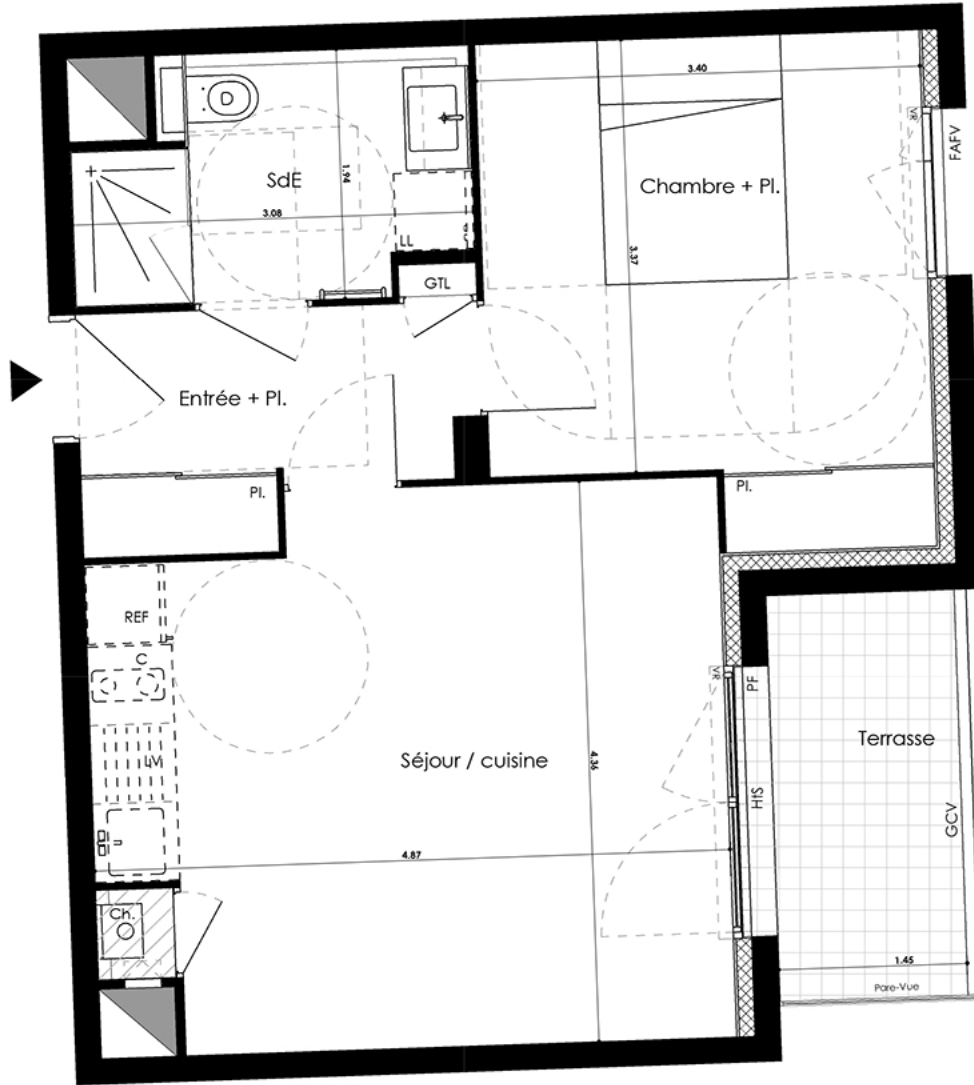 3.40
FAFV
VR
D
1.94
SdE
Chambre + Pl.
3.08
LL
3.37
GTL
Entrée + Pl.
Pl.
Pl.
REF
C
VR
PF
Terrasse
Séjour / cuisine
4.36
LV
HtS
GCV
4.87
Ch.
1.45
Pare-Vue